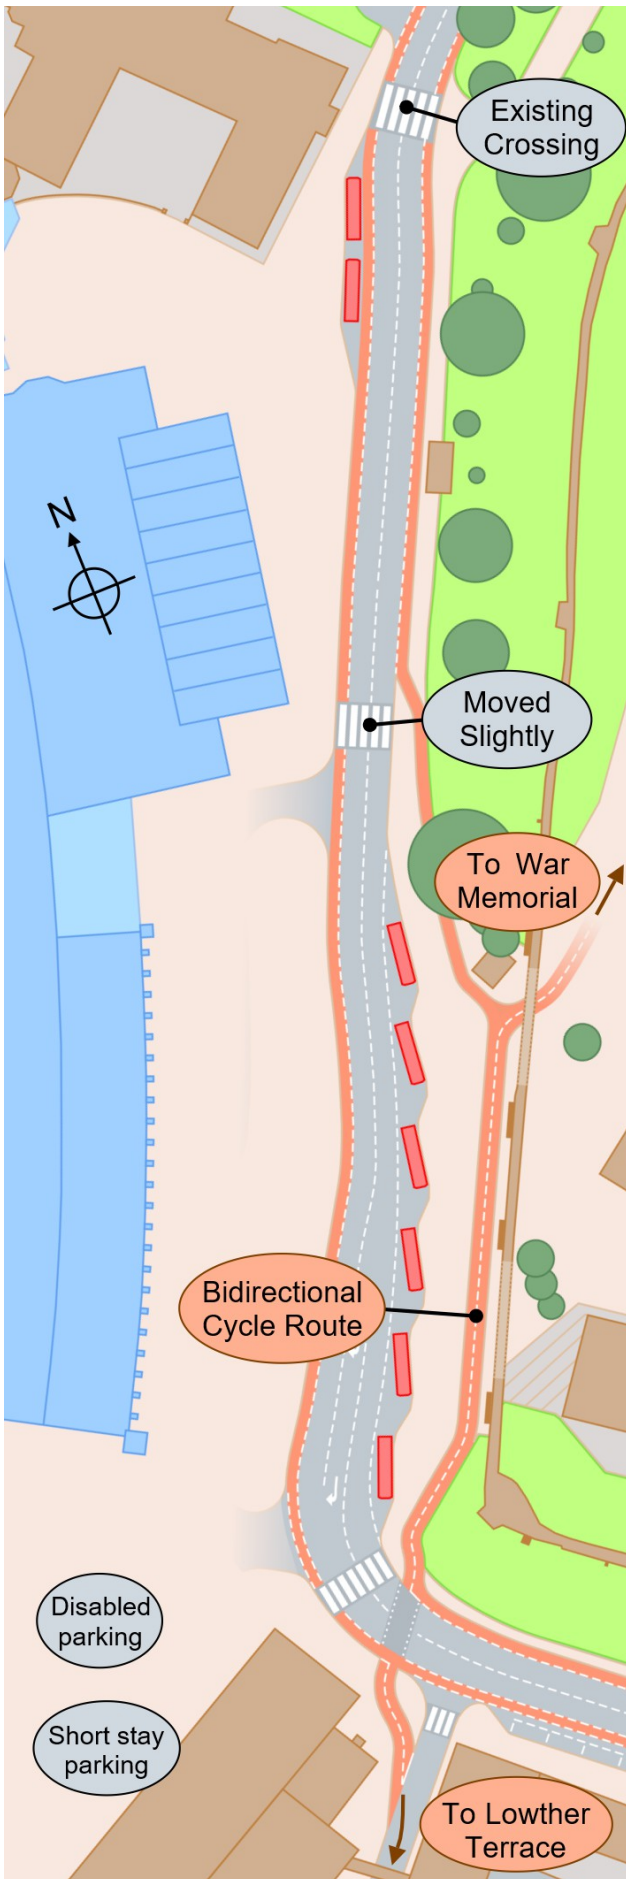 Existing
Crossing
N
Moved
Slightly
To War
Memorial
Bidirectional
Cycle Route
Disabled
parking
Short stay
parking
To Lowther
Terrace